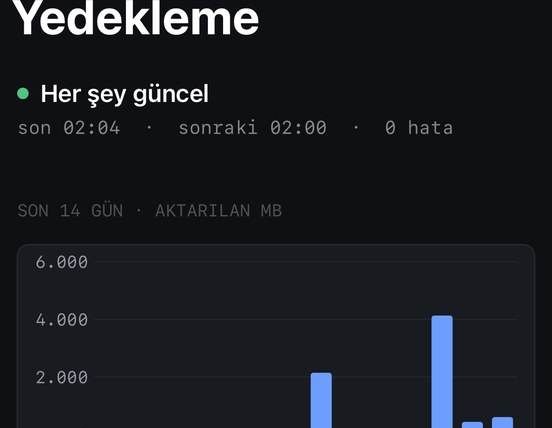 Yedekleme
Her şey güncel
son 02:04 · sonraki 02:00 · 0 hata
SON 14 GÜN · AKTARILAN MB
6.000
4.000
2.000